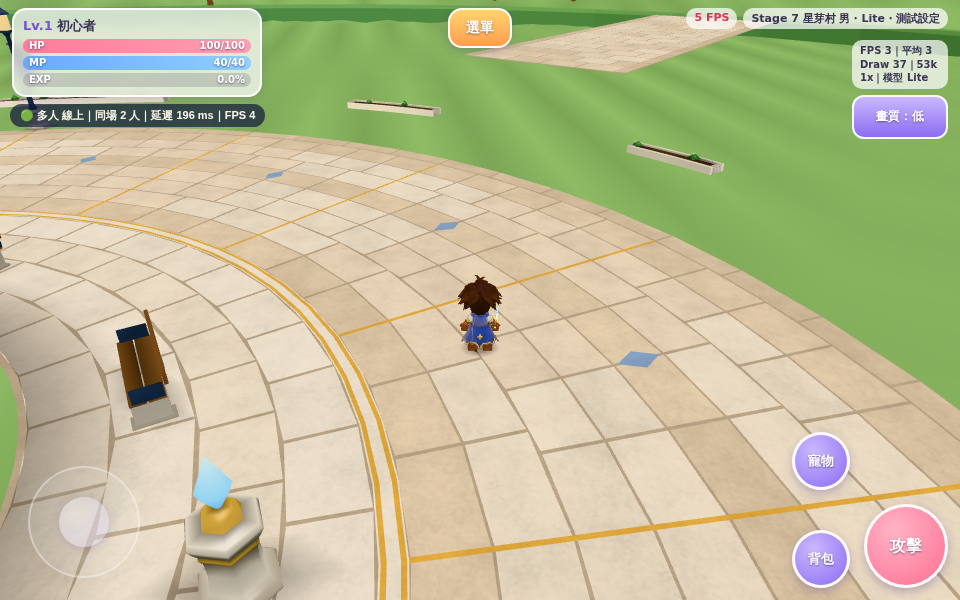 Lv.1 初心者
HP 100/100
MP 40/40
EXP 0.0%
多人 線上｜同場 2 人｜延遲 196 ms｜FPS 4
選單
5 FPS
Stage 7 星芽村 男・Lite・測試設定
FPS 3｜平均 3
Draw 37｜53k
1x｜模型 Lite
畫質：低
寵物
攻擊
背包